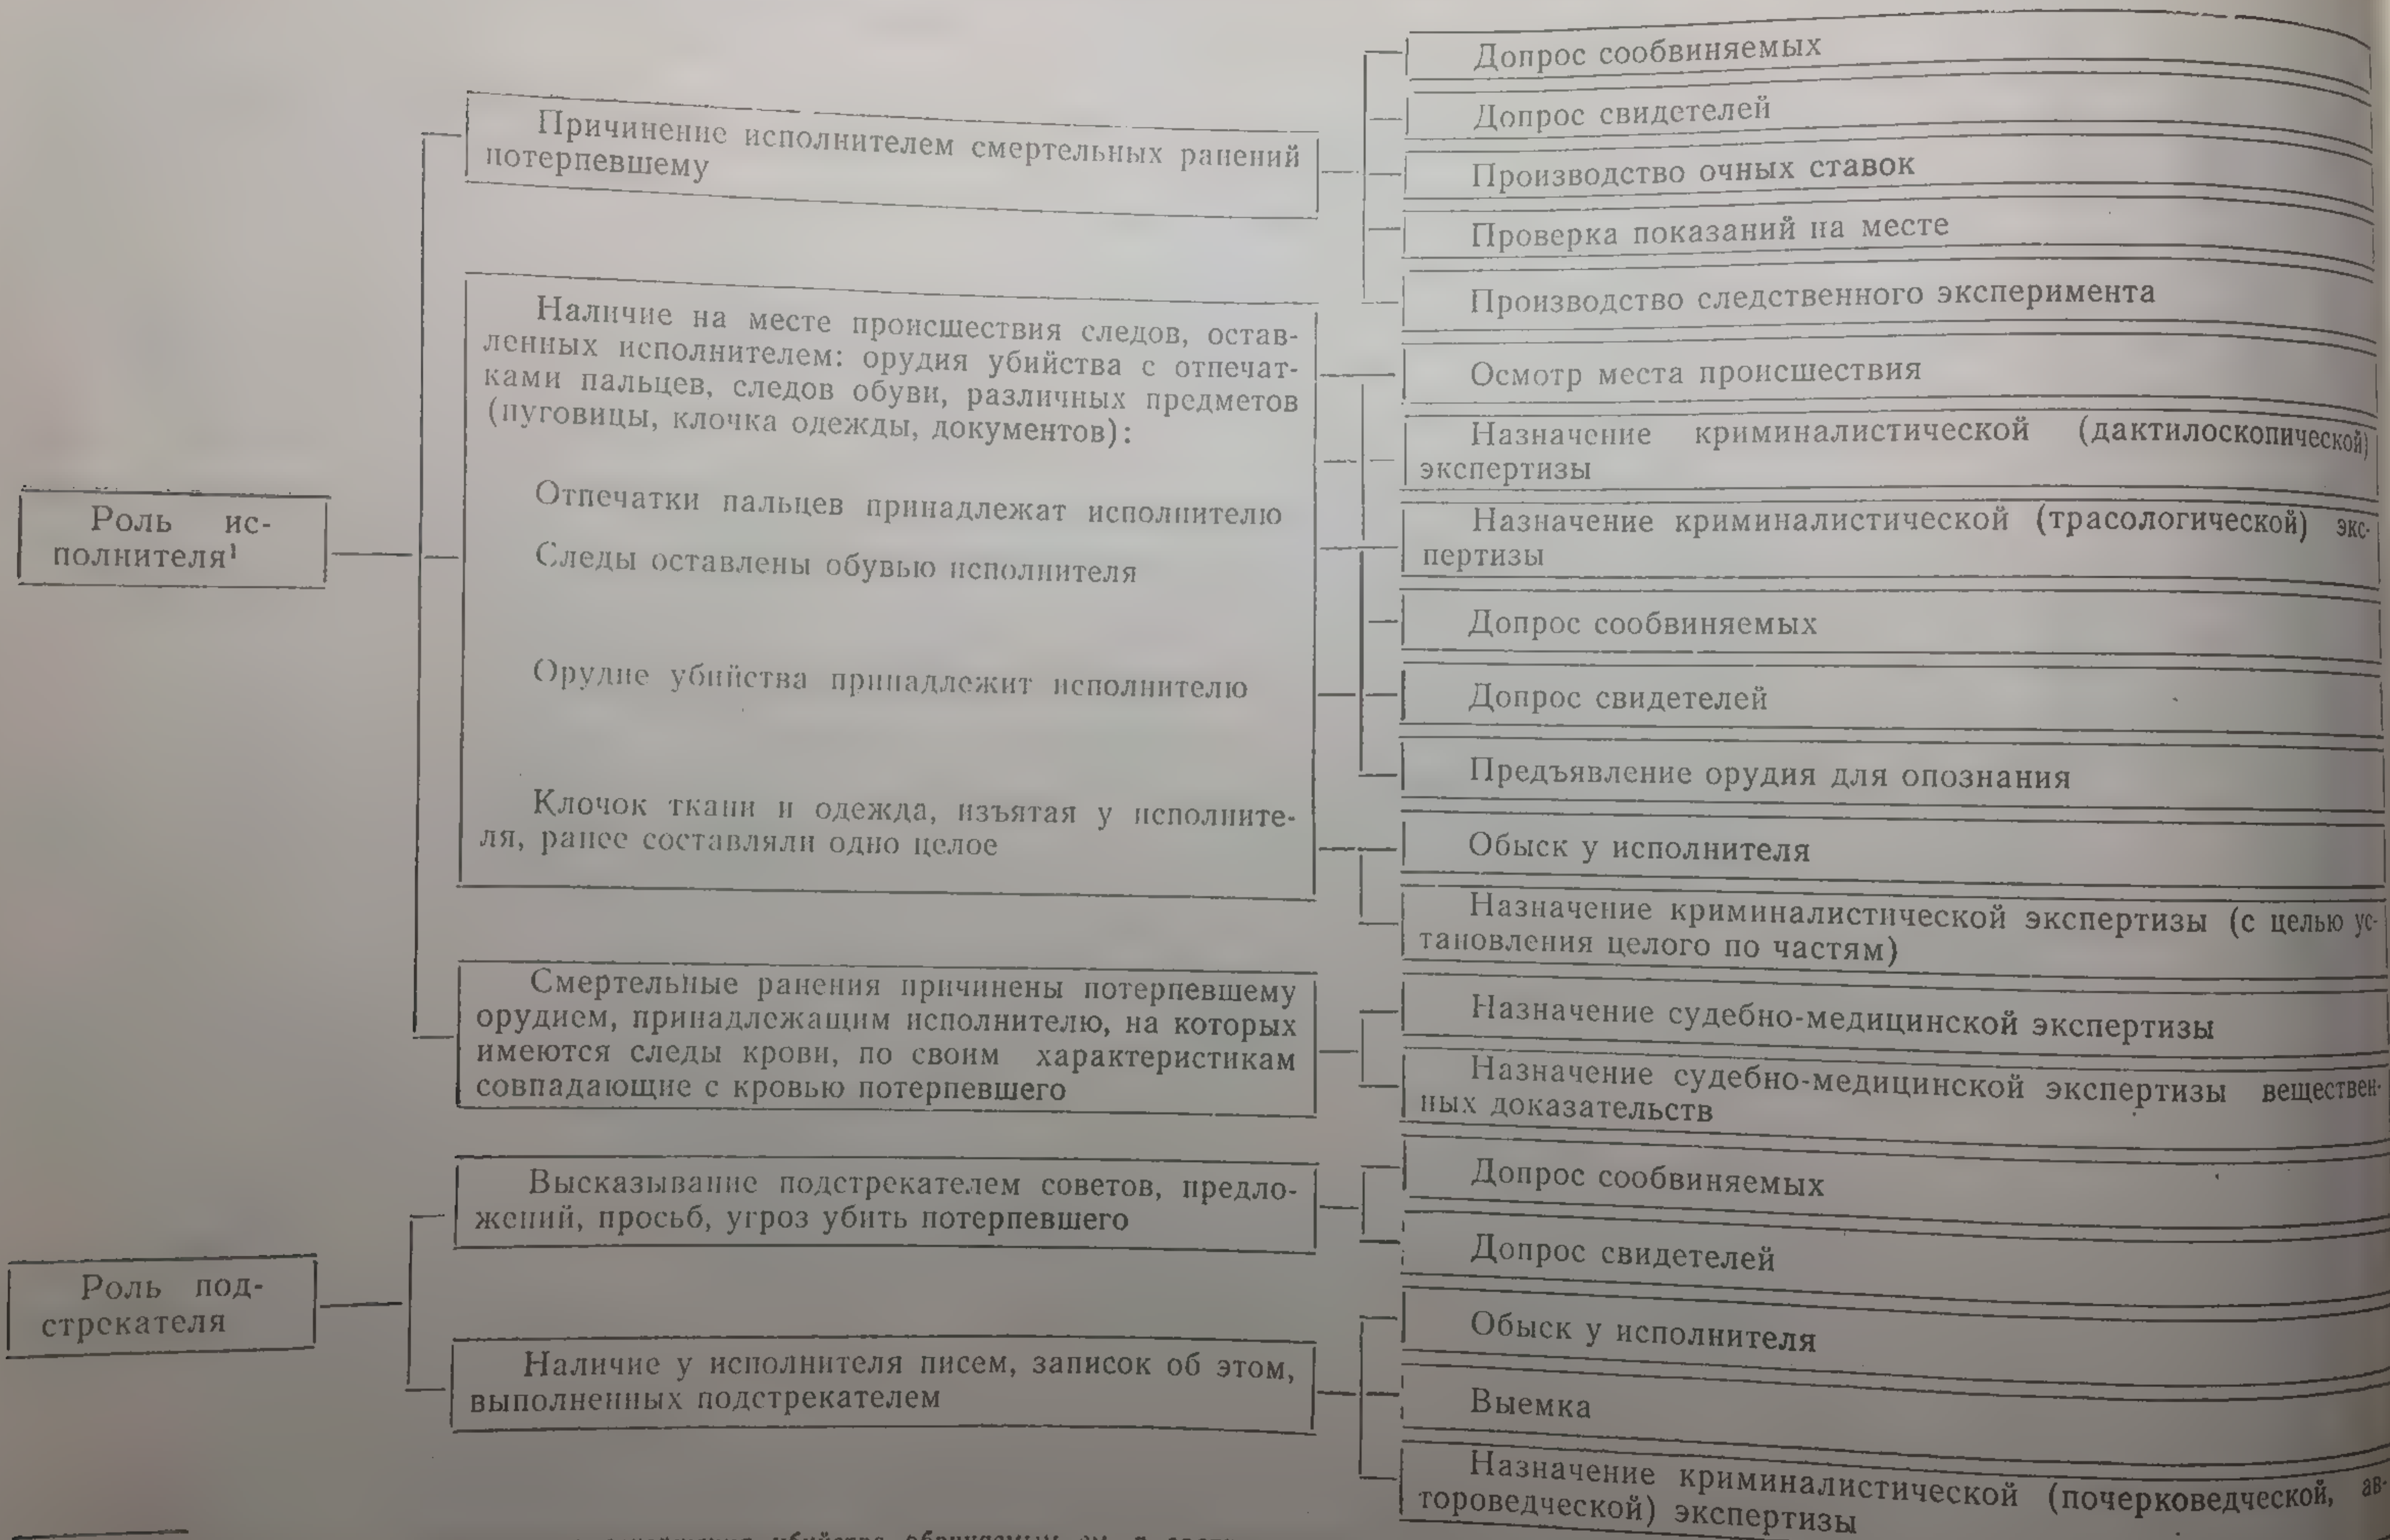 Роль ис-
полнителя¹
Причинение исполнителем смертельных ранений
потерпевшему
Допрос сообвиняемых
Допрос свидетелей
Производство очных ставок
Проверка показаний на месте
Производство следственного эксперимента
Наличие на месте происшествия следов, остав-
ленных исполнителем: орудия убийства с отпечат-
ками пальцев, следов обуви, различных предметов
(пуговицы, клочка одежды, документов):
Отпечатки пальцев принадлежат исполнителю
Следы оставлены обувью исполнителя
Орудие убийства принадлежит исполнителю
Клочок ткани и одежда, изъятая у исполните-
ля, ранее составляли одно целое
Осмотр места происшествия
Назначение криминалистической (дактилоскопической)
экспертизы
Назначение криминалистической (трасологической) экс-
пертизы
Допрос сообвиняемых
Допрос свидетелей
Предъявление орудия для опознания
Обыск у исполнителя
Назначение криминалистической экспертизы (с целью ус-
тановления целого по частям)
Смертельные ранения причинены потерпевшему
орудием, принадлежащим исполнителю, на которых
имеются следы крови, по своим характеристикам
совпадающие с кровью потерпевшего
Назначение судебно-медицинской экспертизы
Назначение судебно-медицинской экспертизы веществен-
ных доказательств
Роль под-
стрекателя
Высказывание подстрекателем советов, предло-
жений, просьб, угроз убить потерпевшего
Допрос сообвиняемых
Допрос свидетелей
Наличие у исполнителя писем, записок об этом,
выполненных подстрекателем
Обыск у исполнителя
Выемка
Назначение криминалистической (почерковедческой, ав-
тороведческой) экспертизы